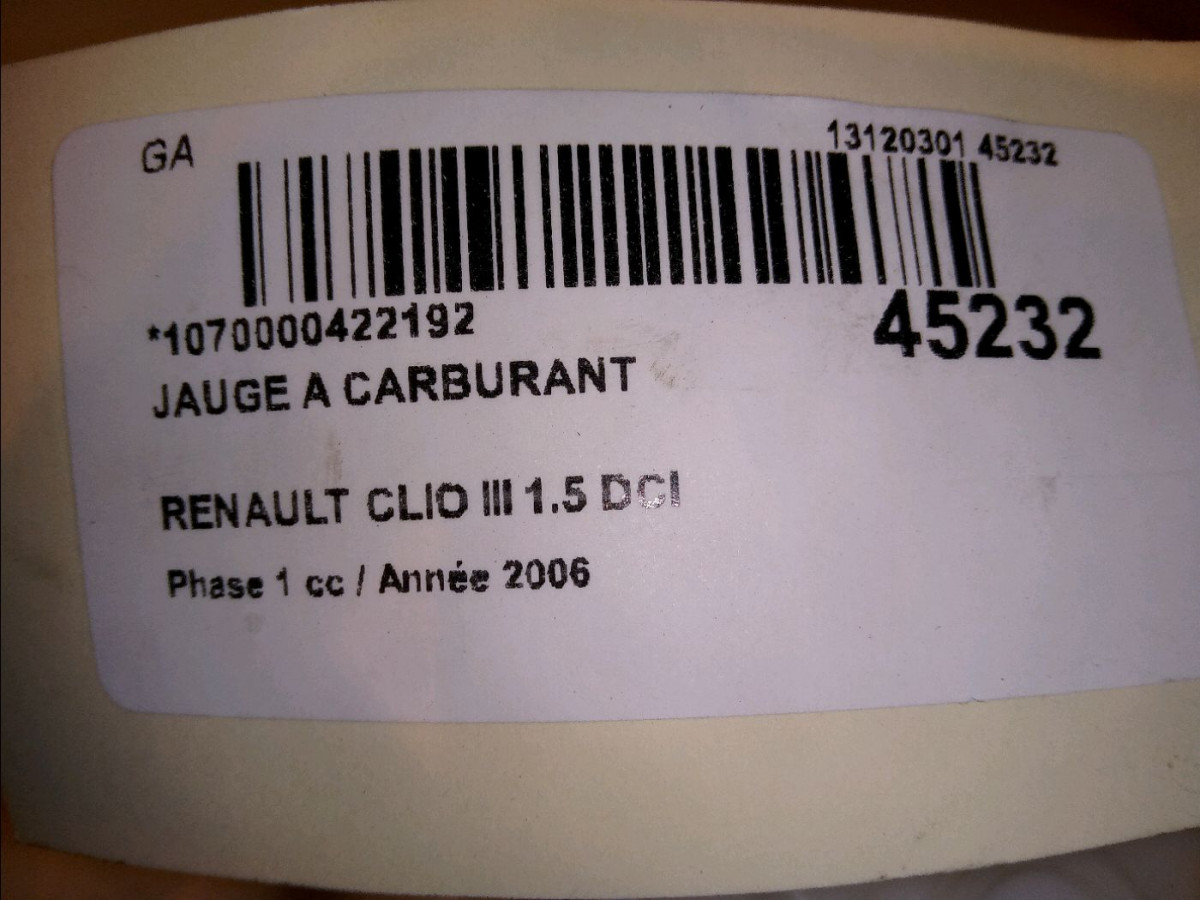 GA
13120301 45232
*1070000422192
45232
JAUGE A CARBURANT
RENAULT CLIO III 1.5 DCI
Phase 1 cc / Année 2006